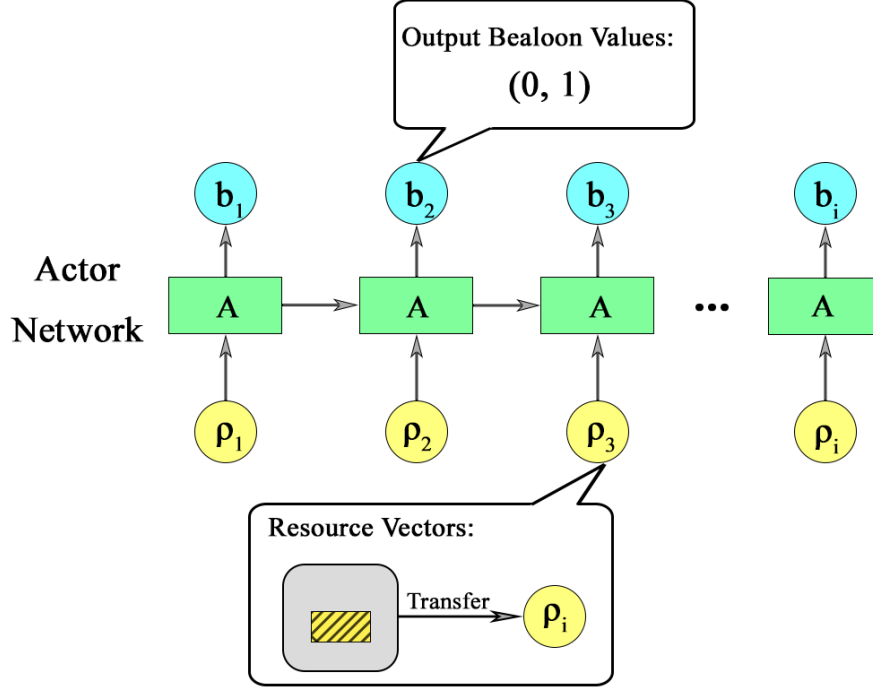 Output Bealoon Values:
(0, 1)
b1 b2 b3 bi
Actor
Network
A A A ... A
ρ1 ρ2 ρ3 ρi
Resource Vectors:
Transfer
ρi